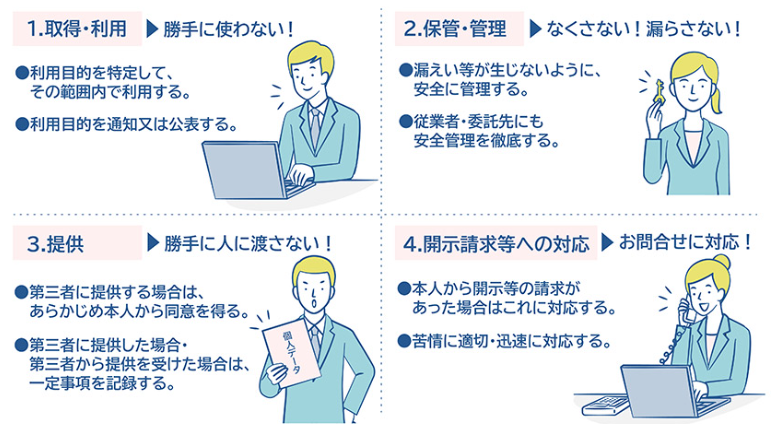 1.取得・利用 ▶勝手に使わない！
●利用目的を特定して、
その範囲内で利用する。
●利用目的を通知又は公表する。
2.保管・管理 ▶なくさない！漏らさない！
●漏えい等が生じないように、
安全に管理する。
●従業者・委託先にも
安全管理を徹底する。
3.提供 ▶勝手に人に渡さない！
●第三者に提供する場合は、
あらかじめ本人から同意を得る。
●第三者に提供した場合・
第三者から提供を受けた場合は、
一定事項を記録する。
個人データ
4.開示請求等への対応 ▶お問合せに対応！
●本人から開示等の請求が
あった場合はこれに対応する。
●苦情に適切・迅速に対応する。